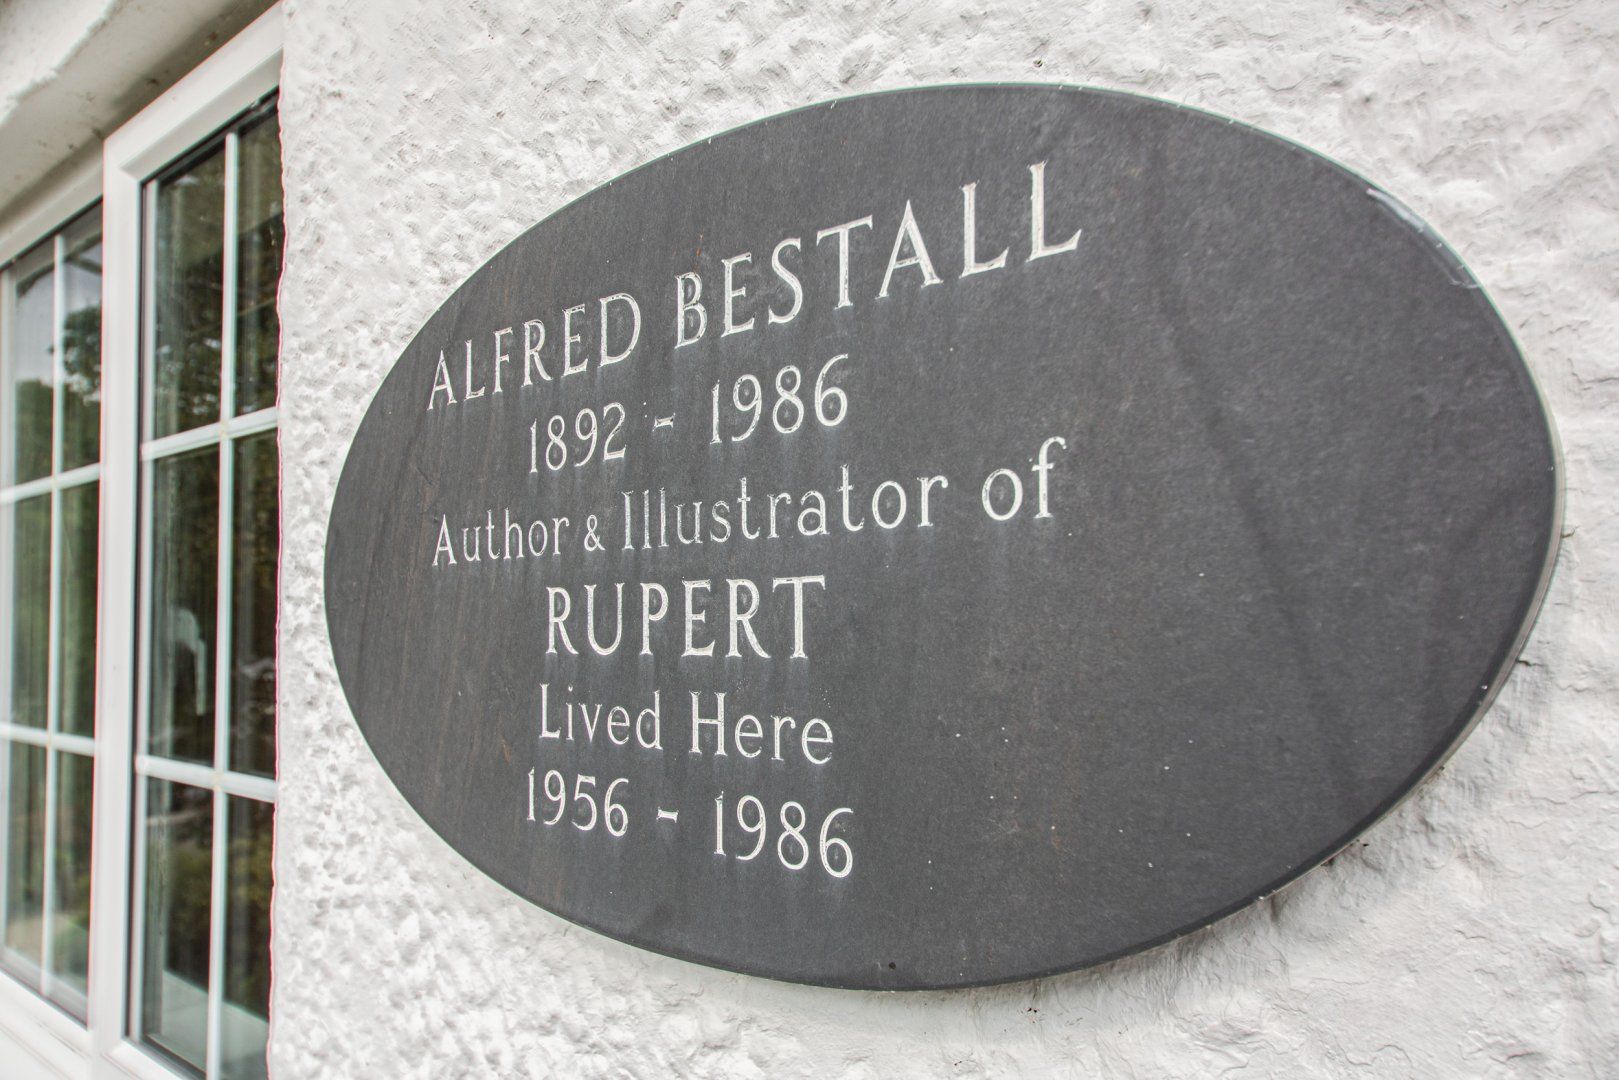 ALFRED BESTALL
1892 - 1986
Author & Illustrator of
RUPERT
Lived Here
1956 - 1986